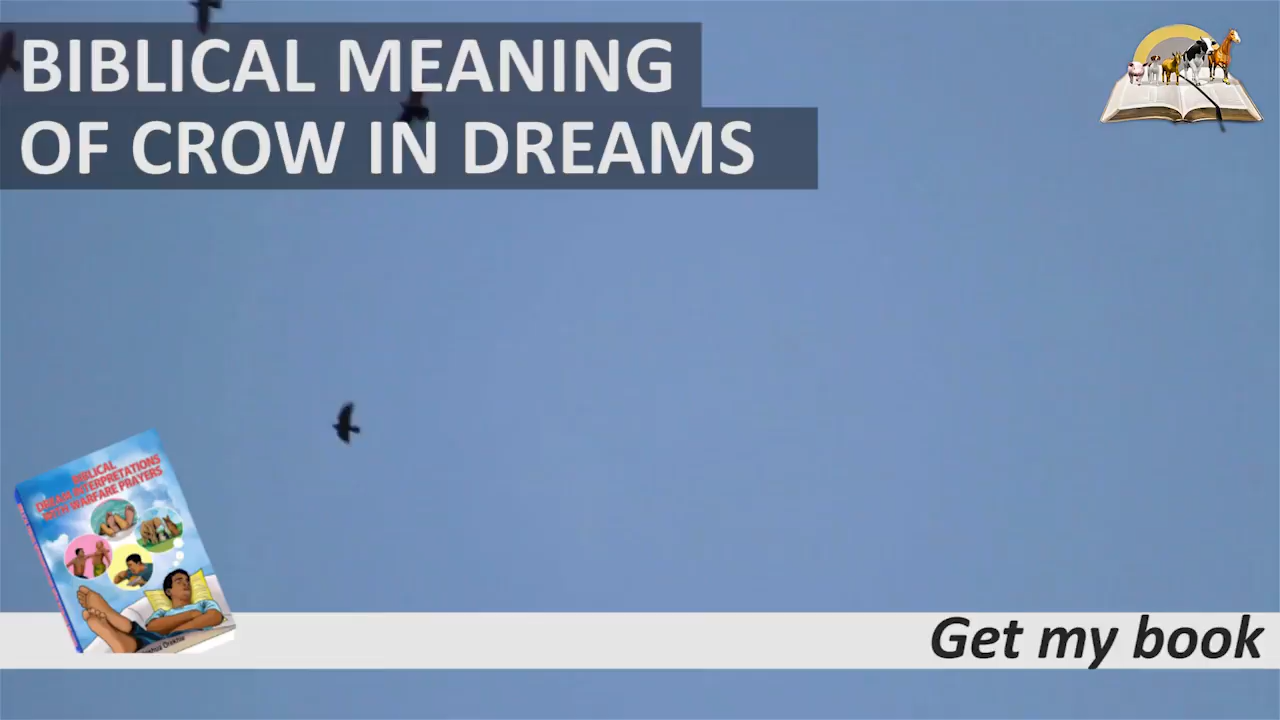 BIBLICAL MEANING
OF CROW IN DREAMS
BIBLICAL
DREAM INTERPRETATIONS
WITH WARFARE PRAYERS
Get my book